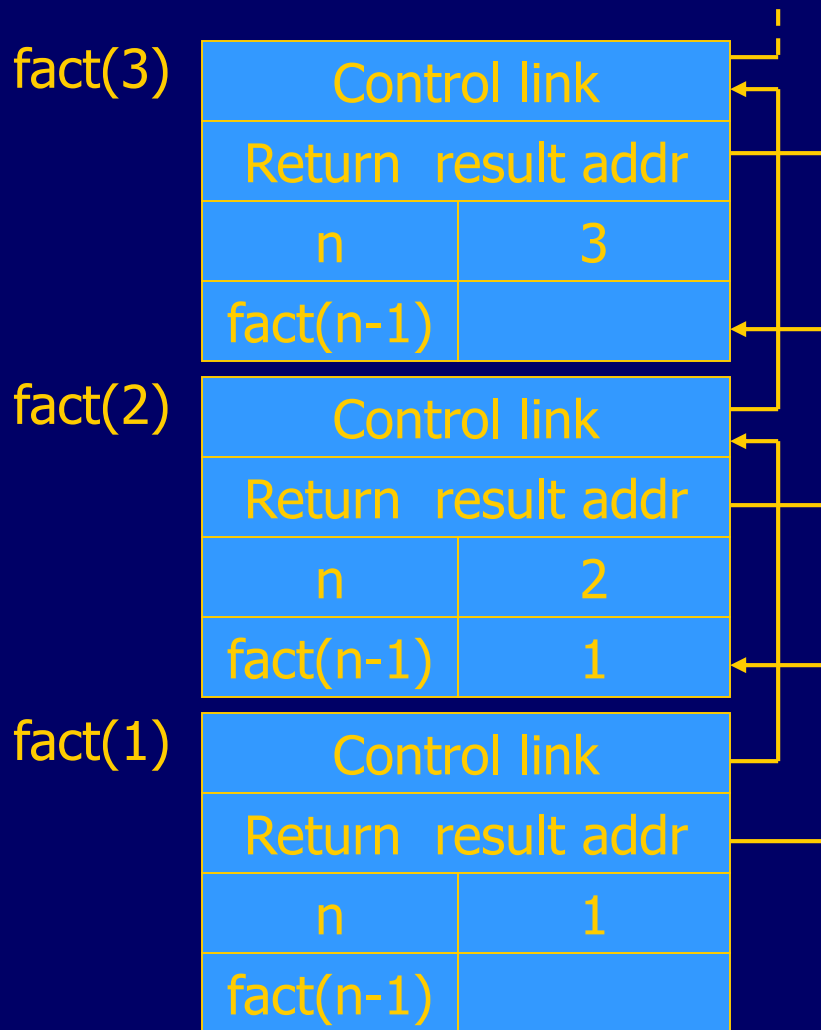 fact(3)
Control link
Return result addr
n 3
fact(n-1)
fact(2)
Control link
Return result addr
n 2
fact(n-1) 1
fact(1)
Control link
Return result addr
n 1
fact(n-1)